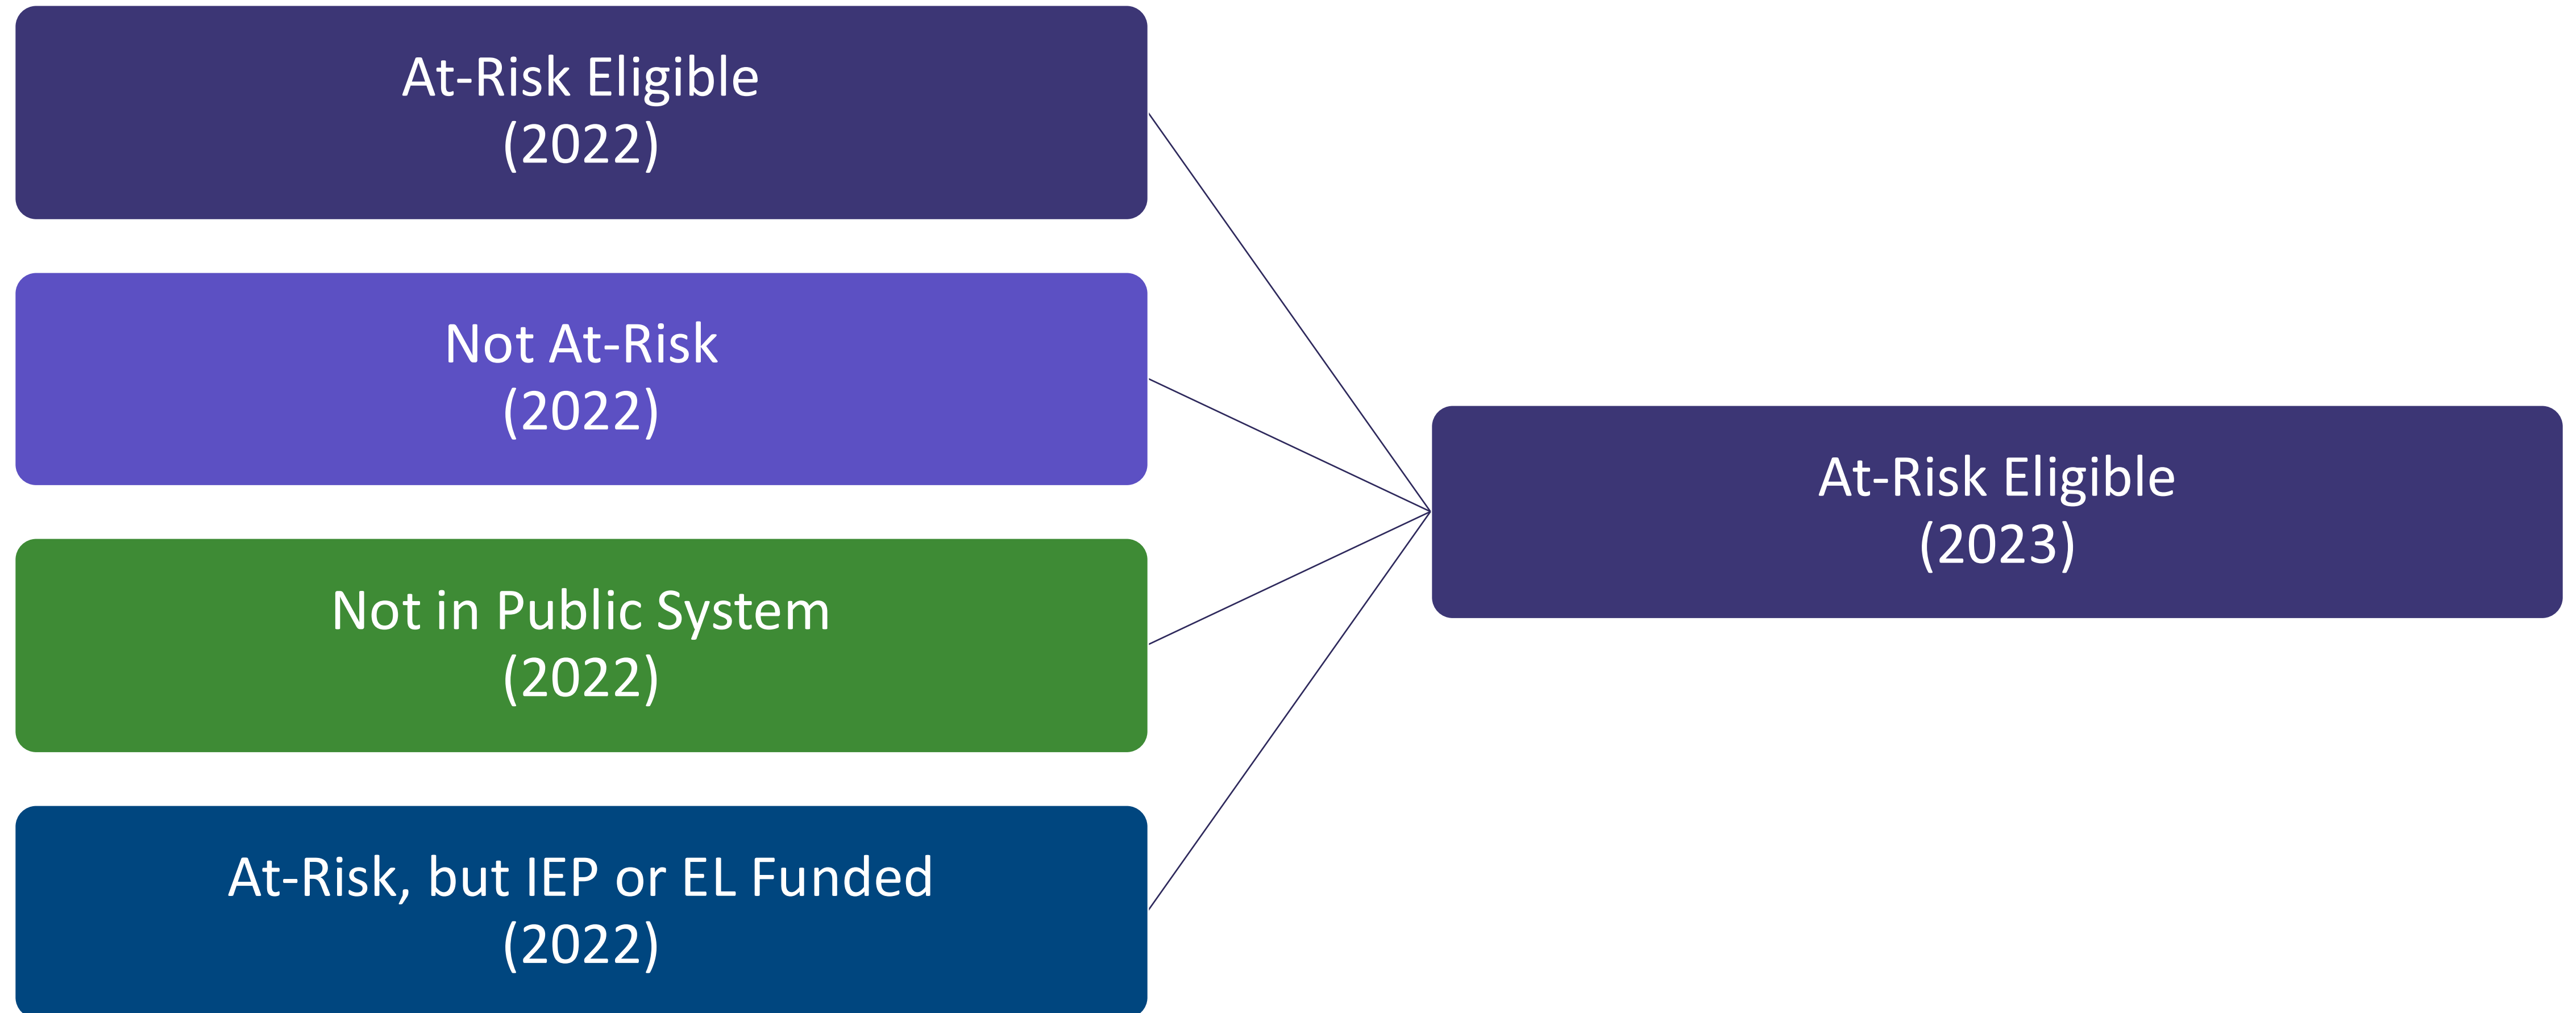 At-Risk Eligible
(2022)
Not At-Risk
(2022)
Not in Public System
(2022)
At-Risk, but IEP or EL Funded
(2022)
At-Risk Eligible
(2023)